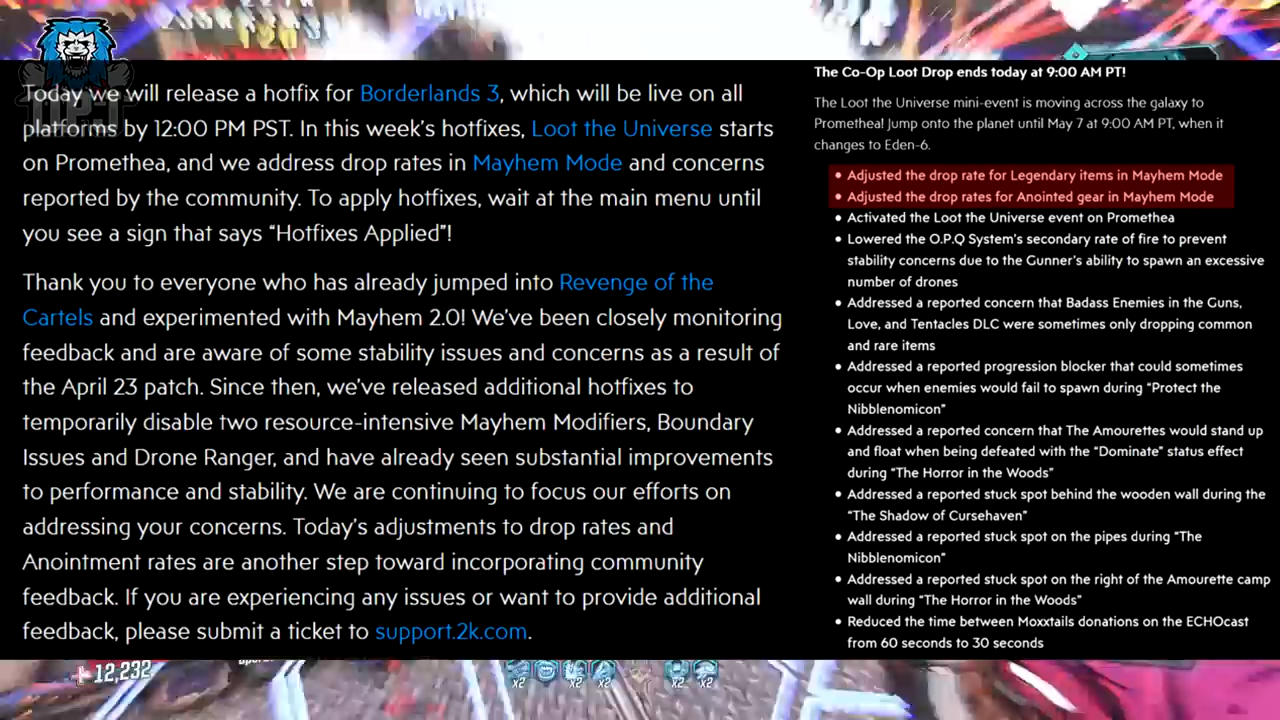 Today we will release a hotfix for Borderlands 3, which will be live on all
platforms by 12:00 PM PST. In this week's hotfixes, Loot the Universe starts
on Promethea, and we address drop rates in Mayhem Mode and concerns
reported by the community. To apply hotfixes, wait at the main menu until
you see a sign that says “Hotfixes Applied”!
Thank you to everyone who has already jumped into Revenge of the
Cartels and experimented with Mayhem 2.0! We've been closely monitoring
feedback and are aware of some stability issues and concerns as a result of
the April 23 patch. Since then, we've released additional hotfixes to
temporarily disable two resource-intensive Mayhem Modifiers, Boundary
Issues and Drone Ranger, and have already seen substantial improvements
to performance and stability. We are continuing to focus our efforts on
addressing your concerns. Today's adjustments to drop rates and
Anointment rates are another step toward incorporating community
feedback. If you are experiencing any issues or want to provide additional
feedback, please submit a ticket to support.2k.com.
The Co-Op Loot Drop ends today at 9:00 AM PT!
The Loot the Universe mini-event is moving across the galaxy to
Promethea! Jump onto the planet until May 7 at 9:00 AM PT, when it
changes to Eden-6.
• Adjusted the drop rate for Legendary items in Mayhem Mode
• Adjusted the drop rates for Anointed gear in Mayhem Mode
• Activated the Loot the Universe event on Promethea
• Lowered the O.P.Q System's secondary rate of fire to prevent
stability concerns due to the Gunner's ability to spawn an excessive
number of drones
• Addressed a reported concern that Badass Enemies in the Guns,
Love, and Tentacles DLC were sometimes only dropping common
and rare items
• Addressed a reported progression blocker that could sometimes
occur when enemies would fail to spawn during “Protect the
Nibblenomicon”
• Addressed a reported concern that The Amourettes would stand up
and float when being defeated with the “Dominate” status effect
during “The Horror in the Woods”
• Addressed a reported stuck spot behind the wooden wall during the
“The Shadow of Cursehaven”
• Addressed a reported stuck spot on the pipes during “The
Nibblenomicon”
• Addressed a reported stuck spot on the right of the Amourette camp
wall during “The Horror in the Woods”
• Reduced the time between Moxxtails donations on the ECHOcast
from 60 seconds to 30 seconds
12,232
x2 x2 x2 x2 x2